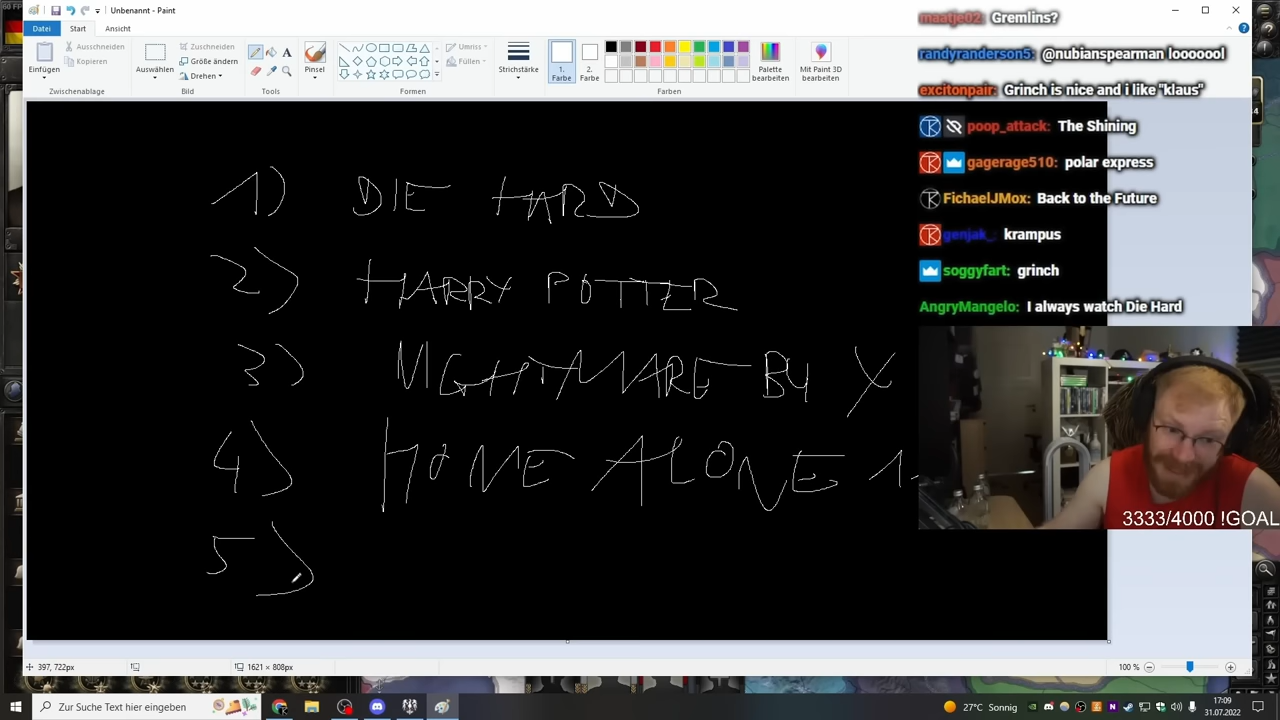 Unbenannt - Paint
Datei Start Ansicht
Einfügen
Ausschneiden
Kopieren
Zwischenablage
Auswählen
Zuschneiden
Größe ändern
Drehen
Bild
Tools
Pinsel
Formen
Umriss
Füllen
Strichstärke
1. Farbe
2. Farbe
Farben
Palette bearbeiten
Mit Paint 3D bearbeiten
1) DIE HARD
2) HARRY POTTER
3) NIGHTMARE BY X
4) HOME ALONE 1.
5)
maatje02: Gremlins?
randyranderson5: @nubianspearman looooool
excitonpair: Grinch is nice and i like "klaus"
poop_attack: The Shining
gagerage510: polar express
FichaelJMox: Back to the Future
genjak_: krampus
soggyfart: grinch
AngryMangelo: I always watch Die Hard
3333/4000 !GOAL
397, 722px
1621 × 808px
100 %
Zur Suche Text hier eingeben
27°C Sonnig
17:09
31.07.2022